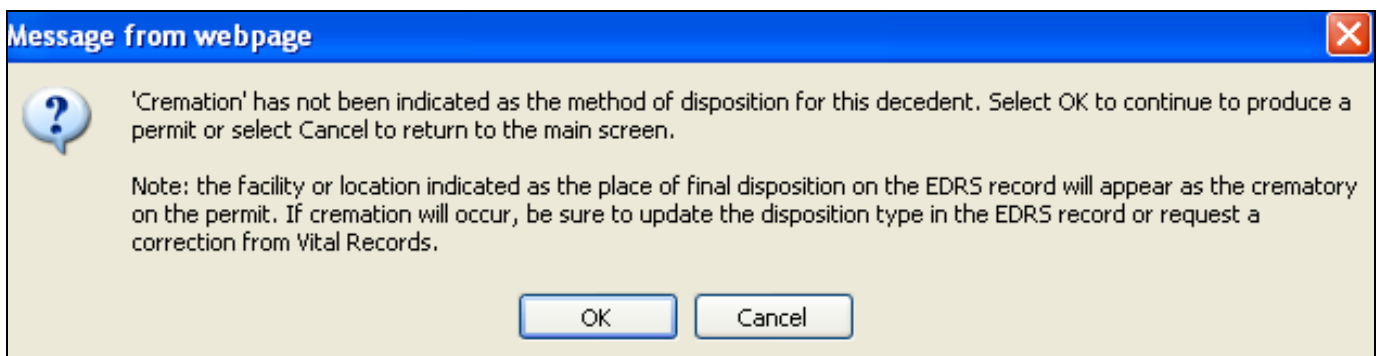 Message from webpage
'Cremation' has not been indicated as the method of disposition for this decedent. Select OK to continue to produce a
permit or select Cancel to return to the main screen.
Note: the facility or location indicated as the place of final disposition on the EDRS record will appear as the crematory
on the permit. If cremation will occur, be sure to update the disposition type in the EDRS record or request a
correction from Vital Records.
OK
Cancel